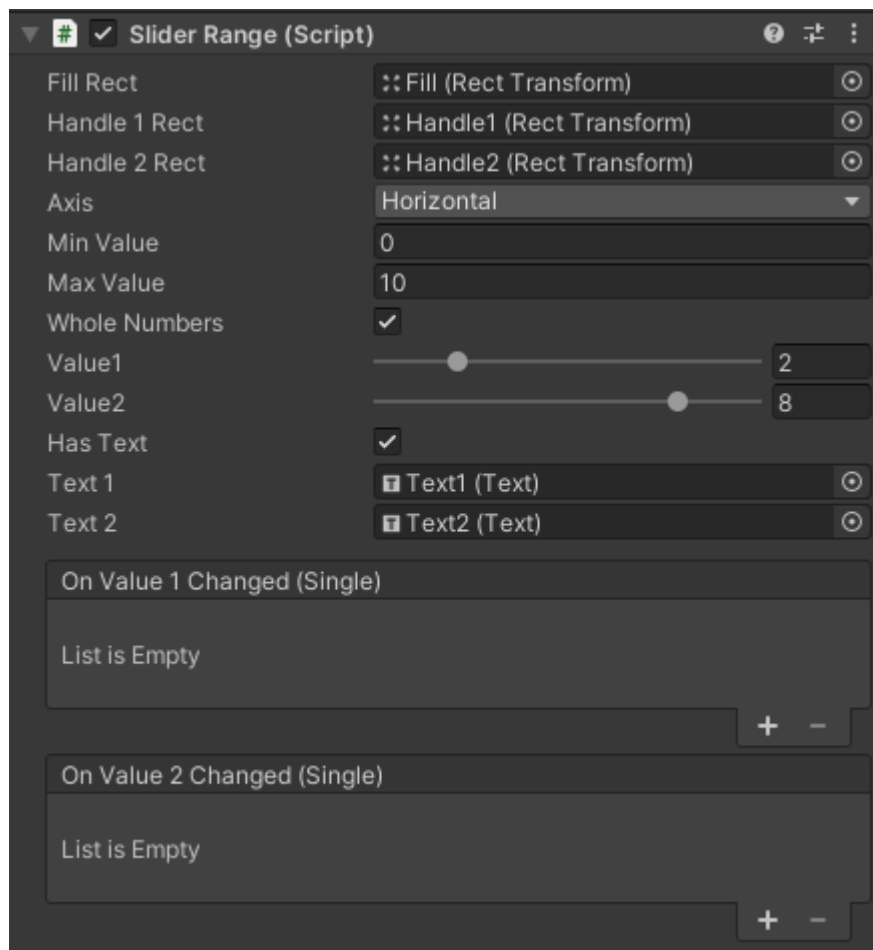 Slider Range (Script)
Fill Rect Fill (Rect Transform)
Handle 1 Rect Handle1 (Rect Transform)
Handle 2 Rect Handle2 (Rect Transform)
Axis Horizontal
Min Value 0
Max Value 10
Whole Numbers
Value1 2
Value2 8
Has Text
Text 1 Text1 (Text)
Text 2 Text2 (Text)
On Value 1 Changed (Single)
List is Empty
+ −
On Value 2 Changed (Single)
List is Empty
+ −